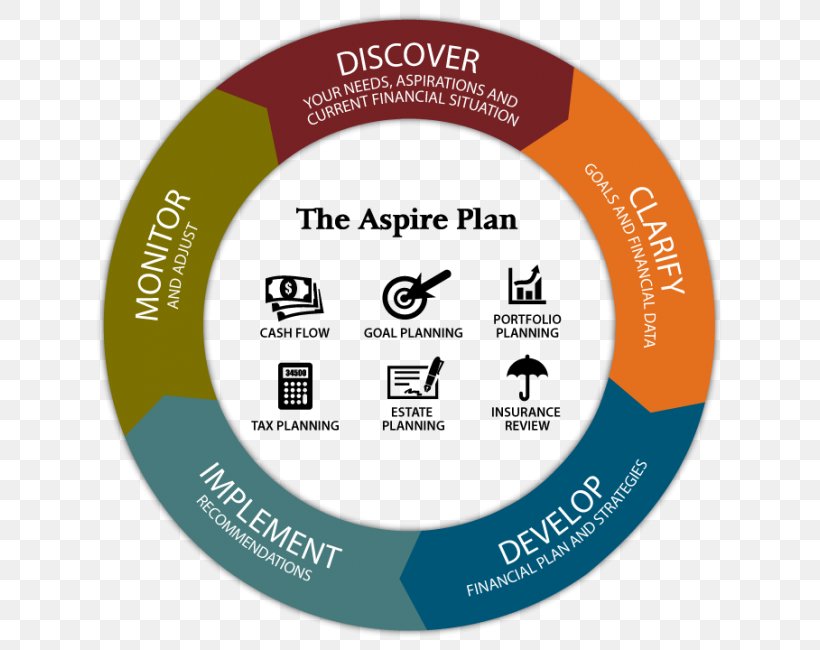 DISCOVER
YOUR NEEDS, ASPIRATIONS AND
CURRENT FINANCIAL SITUATION
CLARIFY
GOALS AND FINANCIAL DATA
DEVELOP
FINANCIAL PLAN AND STRATEGIES
IMPLEMENT
RECOMMENDATIONS
MONITOR
AND ADJUST
The Aspire Plan
$
CASH FLOW
GOAL PLANNING
PORTFOLIO
PLANNING
34500
TAX PLANNING
ESTATE
PLANNING
INSURANCE
REVIEW